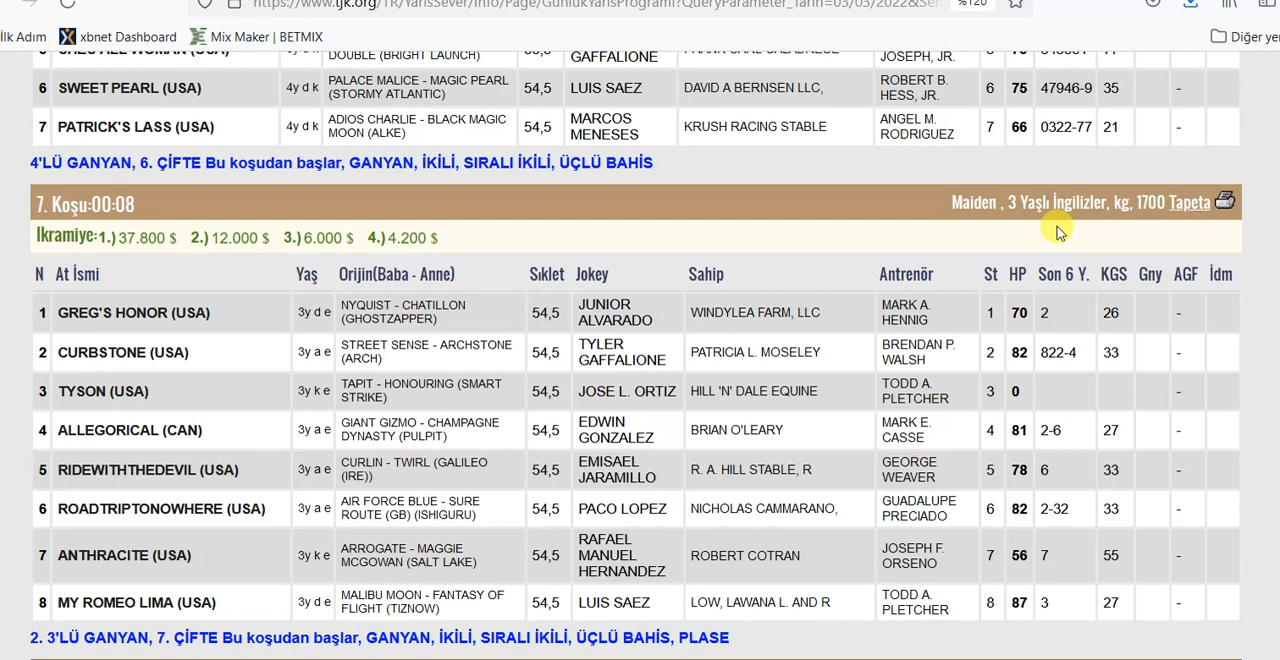 https://www.tjk.org/TR/YarisSever/Info/Page/GunlukYarisProgrami?QueryParameter_Tarih=03/03/2022&Seh
%120
İlk Adım xbnet Dashboard Mix Maker | BETMIX Diğer yer
DOUBLE (BRIGHT LAUNCH) GAFFALIONE JOSEPH, JR.
6 SWEET PEARL (USA) 4y d k PALACE MALICE - MAGIC PEARL (STORMY ATLANTIC) 54,5 LUIS SAEZ DAVID A BERNSEN LLC, ROBERT B. HESS, JR. 6 75 47946-9 35 -
7 PATRICK'S LASS (USA) 4y d k ADIOS CHARLIE - BLACK MAGIC MOON (ALKE) 54,5 MARCOS MENESES KRUSH RACING STABLE ANGEL M. RODRIGUEZ 7 66 0322-77 21 -
4'LÜ GANYAN, 6. ÇİFTE Bu koşudan başlar, GANYAN, İKİLİ, SIRALI İKİLİ, ÜÇLÜ BAHİS
7. Koşu:00:08 Maiden , 3 Yaşlı İngilizler, kg, 1700 Tapeta
İkramiye:1.) 37.800 $ 2.) 12.000 $ 3.) 6.000 $ 4.) 4.200 $
N At İsmi Yaş Orijin(Baba - Anne) Sıklet Jokey Sahip Antrenör St HP Son 6 Y. KGS Gny AGF İdm
1 GREG'S HONOR (USA) 3y d e NYQUIST - CHATILLON (GHOSTZAPPER) 54,5 JUNIOR ALVARADO WINDYLEA FARM, LLC MARK A. HENNIG 1 70 2 26 -
2 CURBSTONE (USA) 3y a e STREET SENSE - ARCHSTONE (ARCH) 54,5 TYLER GAFFALIONE PATRICIA L. MOSELEY BRENDAN P. WALSH 2 82 822-4 33 -
3 TYSON (USA) 3y k e TAPIT - HONOURING (SMART STRIKE) 54,5 JOSE L. ORTIZ HILL 'N' DALE EQUINE TODD A. PLETCHER 3 0 -
4 ALLEGORICAL (CAN) 3y a e GIANT GIZMO - CHAMPAGNE DYNASTY (PULPIT) 54,5 EDWIN GONZALEZ BRIAN O'LEARY MARK E. CASSE 4 81 2-6 27 -
5 RIDEWITHTHEDEVIL (USA) 3y a e CURLIN - TWIRL (GALILEO (IRE)) 54,5 EMISAEL JARAMILLO R. A. HILL STABLE, R GEORGE WEAVER 5 78 6 33 -
6 ROADTRIPTONOWHERE (USA) 3y a e AIR FORCE BLUE - SURE ROUTE (GB) (ISHIGURU) 54,5 PACO LOPEZ NICHOLAS CAMMARANO, GUADALUPE PRECIADO 6 82 2-32 33 -
7 ANTHRACITE (USA) 3y k e ARROGATE - MAGGIE MCGOWAN (SALT LAKE) 54,5 RAFAEL MANUEL HERNANDEZ ROBERT COTRAN JOSEPH F. ORSENO 7 56 7 55 -
8 MY ROMEO LIMA (USA) 3y d e MALIBU MOON - FANTASY OF FLIGHT (TIZNOW) 54,5 LUIS SAEZ LOW, LAWANA L. AND R TODD A. PLETCHER 8 87 3 27 -
2. 3'LÜ GANYAN, 7. ÇİFTE Bu koşudan başlar, GANYAN, İKİLİ, SIRALI İKİLİ, ÜÇLÜ BAHİS, PLASE